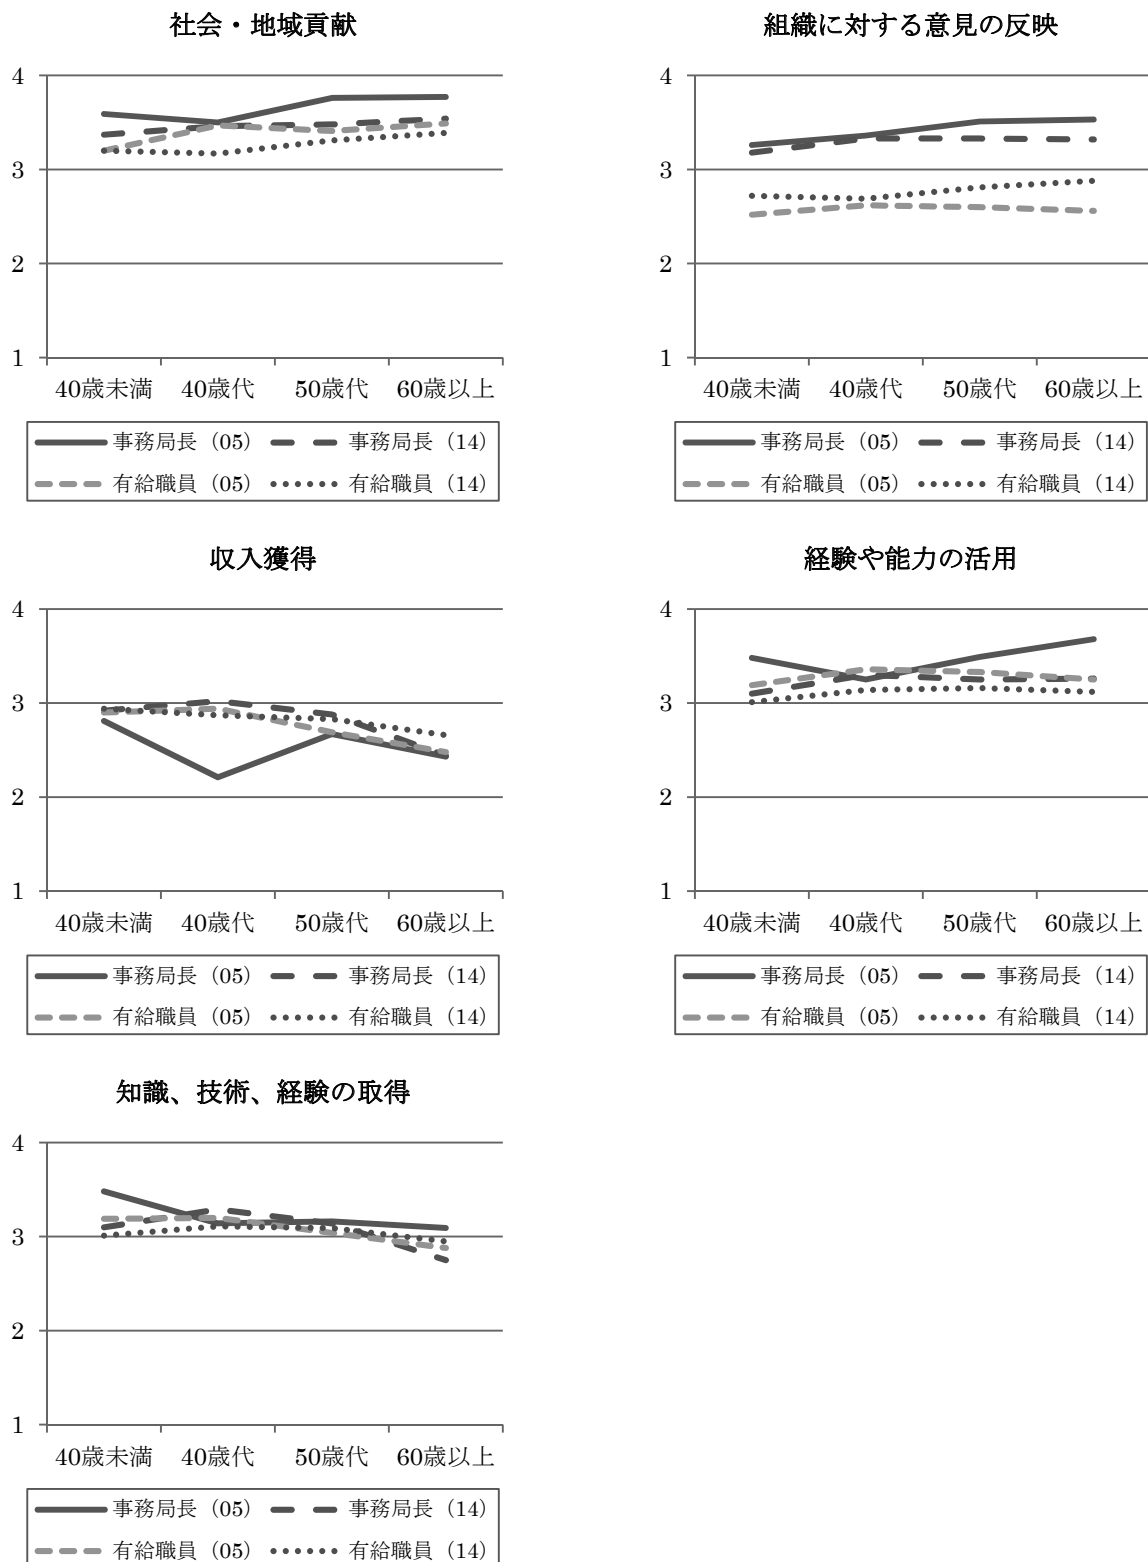 社会・地域貢献
4
3
2
1
40歳未満 40歳代 50歳代 60歳以上
事務局長（05） 事務局長（14）
有給職員（05） 有給職員（14）
組織に対する意見の反映
4
3
2
1
40歳未満 40歳代 50歳代 60歳以上
事務局長（05） 事務局長（14）
有給職員（05） 有給職員（14）
収入獲得
4
3
2
1
40歳未満 40歳代 50歳代 60歳以上
事務局長（05） 事務局長（14）
有給職員（05） 有給職員（14）
経験や能力の活用
4
3
2
1
40歳未満 40歳代 50歳代 60歳以上
事務局長（05） 事務局長（14）
有給職員（05） 有給職員（14）
知識、技術、経験の取得
4
3
2
1
40歳未満 40歳代 50歳代 60歳以上
事務局長（05） 事務局長（14）
有給職員（05） 有給職員（14）